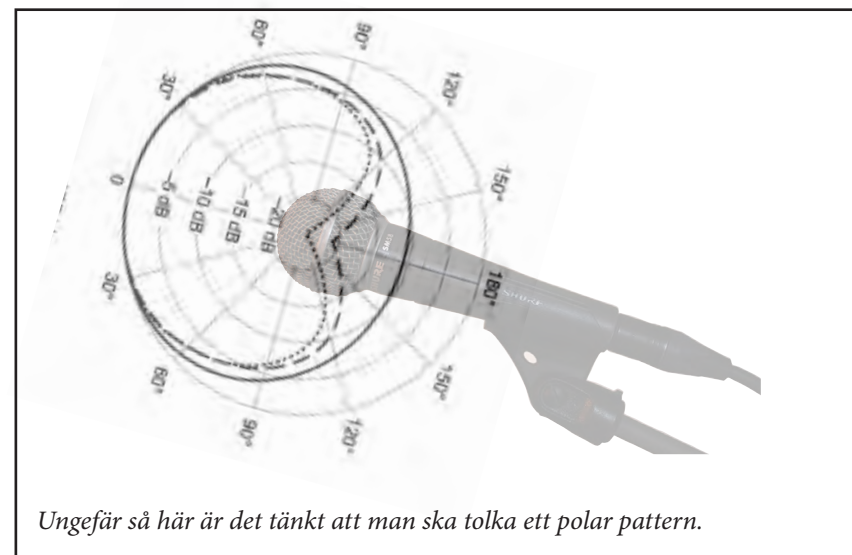 60°
90°
30°
120°
150°
0
-5 dB
-10 dB
-15 dB
-20 dB
180°
SHURE
30°
60°
90°
120°
150°
Ungefär så här är det tänkt att man ska tolka ett polar pattern.